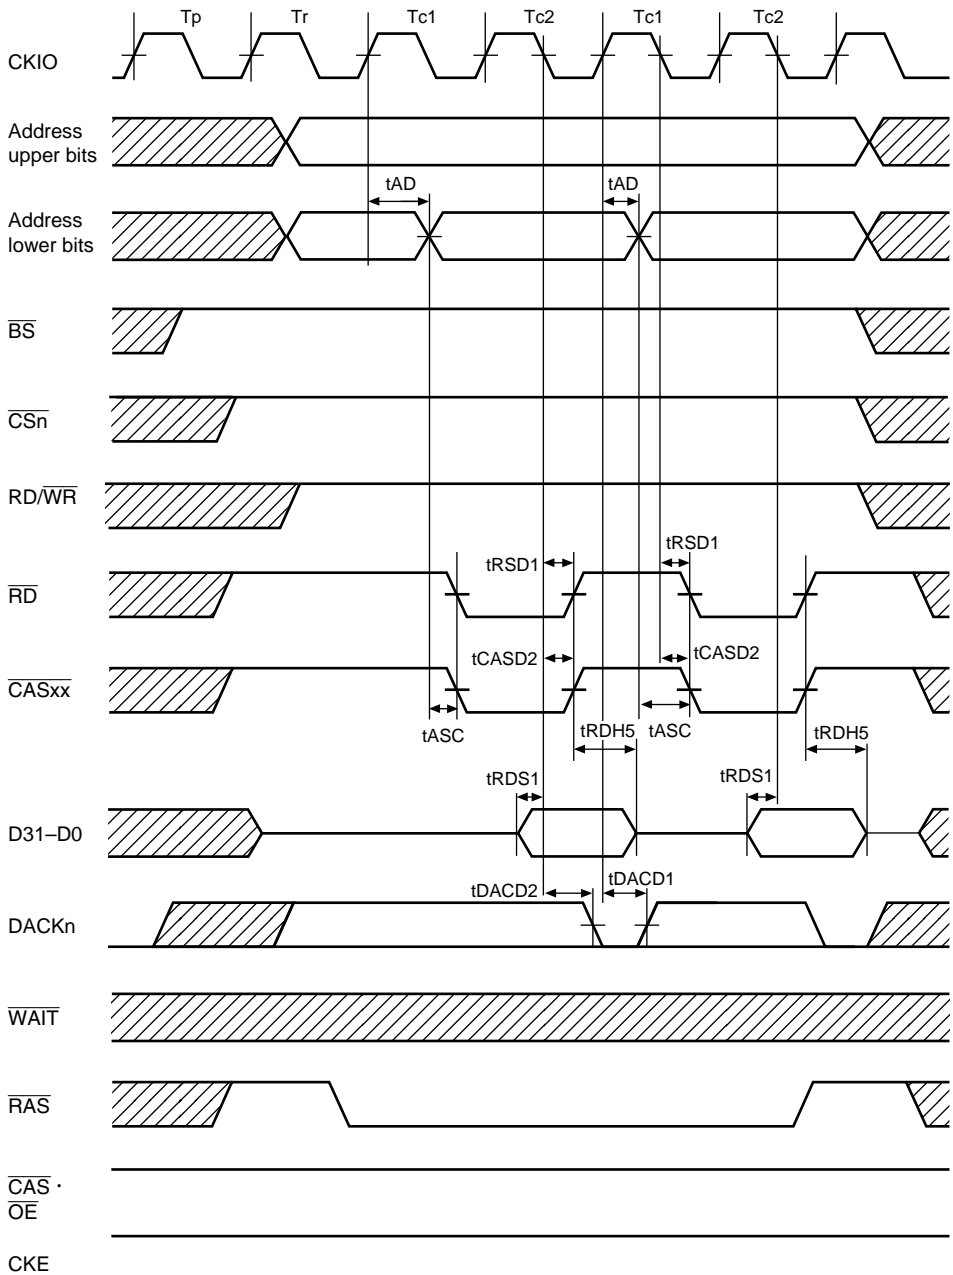 Tp Tr Tc1 Tc2 Tc1 Tc2
CKIO
Address
upper bits
tAD tAD
Address
lower bits
BS
CSn
RD/WR
tRSD1 tRSD1
RD
tCASD2 tCASD2
CASxx
tASC tRDH5 tASC tRDH5
tRDS1 tRDS1
D31–D0
tDACD2 tDACD1
DACKn
WAIT
RAS
CAS ·
OE
CKE